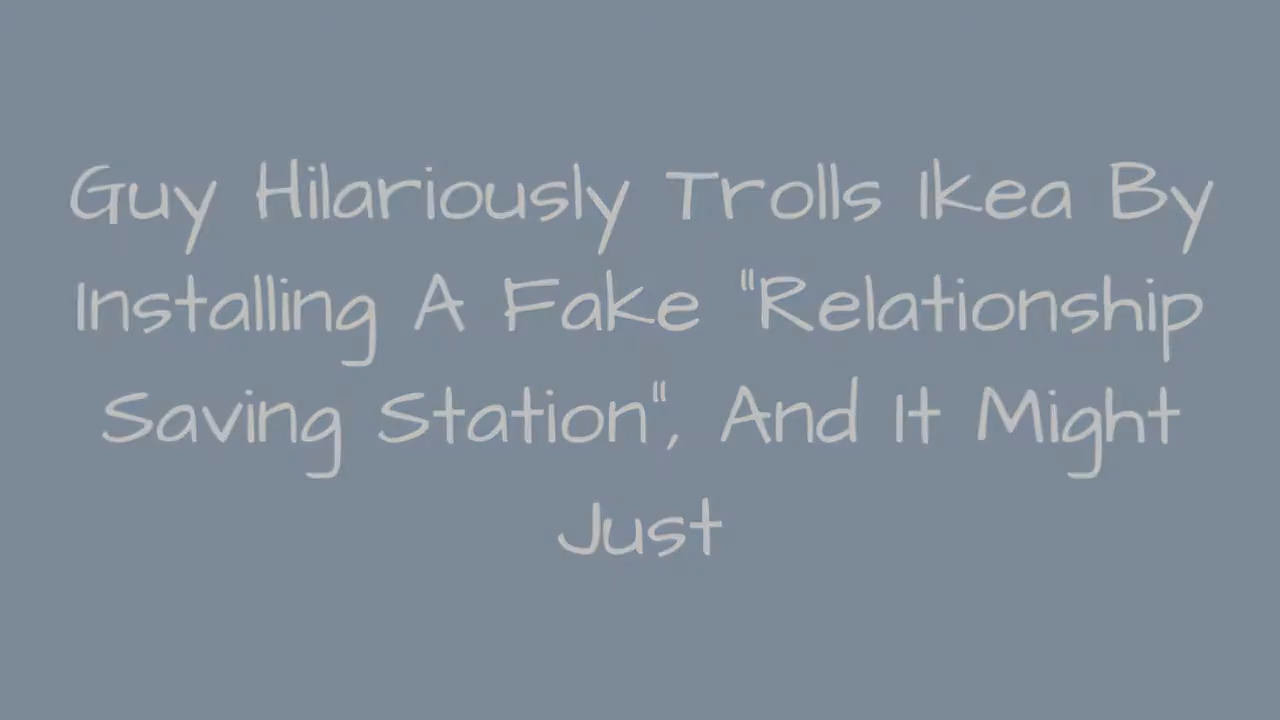 Guy Hilariously Trolls Ikea By
Installing A Fake "Relationship
Saving Station", And It Might
Just